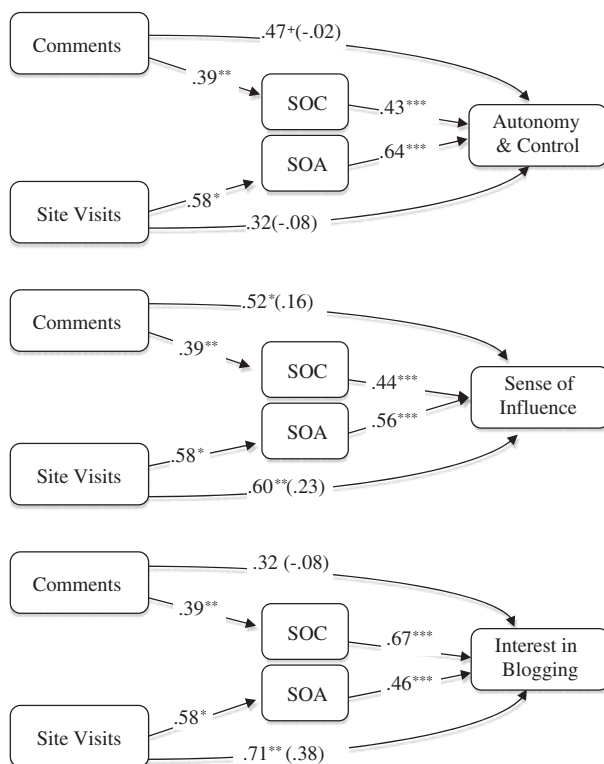 Comments
.47⁺(-.02)
.39**
SOC
.43***
Autonomy
& Control
SOA
.64***
.58*
Site Visits
.32(-.08)
Comments
.52*(.16)
.39**
SOC
.44***
Sense of
Influence
SOA
.56***
.58*
Site Visits
.60**(.23)
Comments
.32 (-.08)
.39**
SOC
.67***
Interest in
Blogging
SOA
.46***
.58*
Site Visits
.71** (.38)